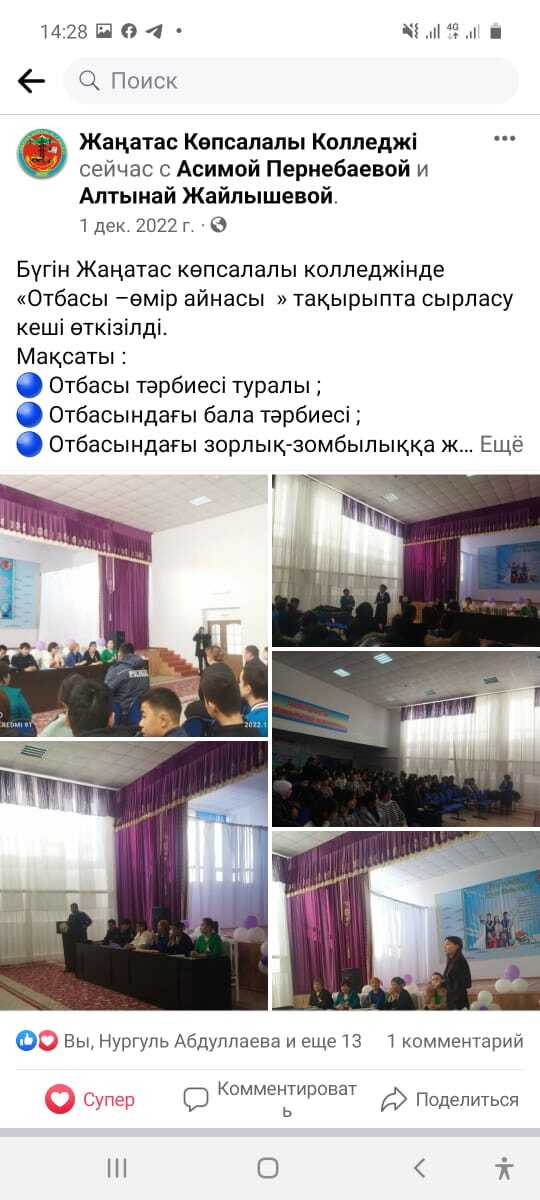 14:28
4G
Поиск
Жаңатас Көпсалалы Колледжі
сейчас с Асимой Пернебаевой и
Алтынай Жайлышевой.
1 дек. 2022 г. ·
Бүгін Жаңатас көпсалалы колледжінде
«Отбасы –өмір айнасы  » тақырыпта сырласу
кеші өткізілді.
Мақсаты :
🔵 Отбасы тәрбиесі туралы ;
🔵 Отбасындағы бала тәрбиесі ;
🔵 Отбасындағы зорлық-зомбылыққа ж... Ещё
Вы, Нургуль Абдуллаева и еще 13
1 комментарий
Супер
Комментироват
ь
Поделиться